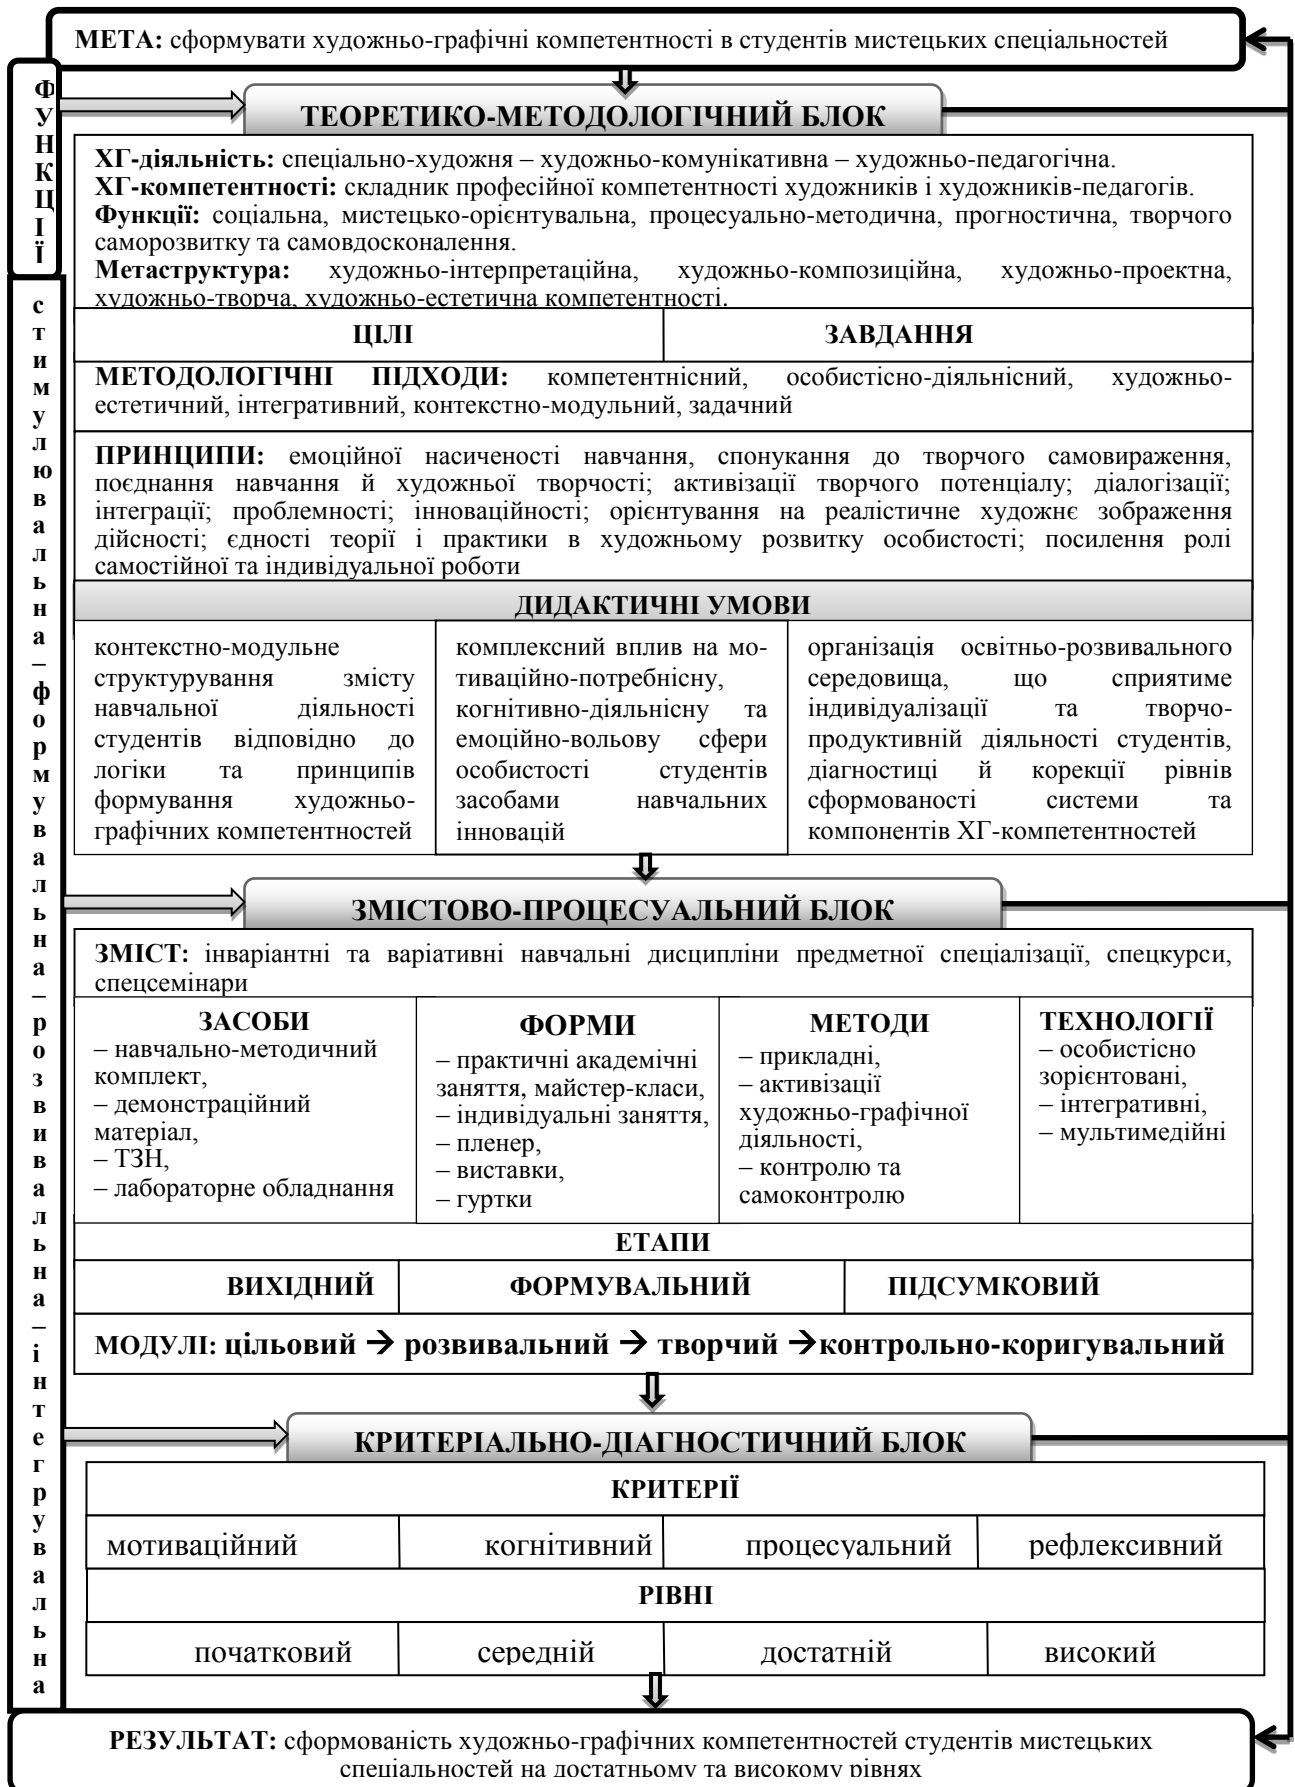 МЕТА: сформувати художньо-графічні компетентності в студентів мистецьких спеціальностей
ФУНКЦІЇ
стимулювальна – формувальна – розвивальна – інтегрувальна
ТЕОРЕТИКО-МЕТОДОЛОГІЧНИЙ БЛОК
ХГ-діяльність: спеціально-художня – художньо-комунікативна – художньо-педагогічна.
ХГ-компетентності: складник професійної компетентності художників і художників-педагогів.
Функції: соціальна, мистецько-орієнтувальна, процесуально-методична, прогностична, творчого
саморозвитку та самовдосконалення.
Метаструктура: художньо-інтерпретаційна, художньо-композиційна, художньо-проектна,
художньо-творча, художньо-естетична компетентності.
ЦІЛІ
ЗАВДАННЯ
МЕТОДОЛОГІЧНІ ПІДХОДИ: компетентнісний, особистісно-діяльнісний, художньо-
естетичний, інтегративний, контекстно-модульний, задачний
ПРИНЦИПИ: емоційної насиченості навчання, спонукання до творчого самовираження,
поєднання навчання й художньої творчості; активізації творчого потенціалу; діалогізації;
інтеграції; проблемності; інноваційності; орієнтування на реалістичне художнє зображення
дійсності; єдності теорії і практики в художньому розвитку особистості; посилення ролі
самостійної та індивідуальної роботи
ДИДАКТИЧНІ УМОВИ
контекстно-модульне
структурування змісту
навчальної діяльності
студентів відповідно до
логіки та принципів
формування художньо-
графічних компетентностей
комплексний вплив на мо-
тиваційно-потребнісну,
когнітивно-діяльнісну та
емоційно-вольову сфери
особистості студентів
засобами навчальних
інновацій
організація освітньо-розвивального
середовища, що сприятиме
індивідуалізації та творчо-
продуктивній діяльності студентів,
діагностиці й корекції рівнів
сформованості системи та
компонентів ХГ-компетентностей
ЗМІСТОВО-ПРОЦЕСУАЛЬНИЙ БЛОК
ЗМІСТ: інваріантні та варіативні навчальні дисципліни предметної спеціалізації, спецкурси,
спецсемінари
ЗАСОБИ
– навчально-методичний
комплект,
– демонстраційний
матеріал,
– ТЗН,
– лабораторне обладнання
ФОРМИ
– практичні академічні
заняття, майстер-класи,
– індивідуальні заняття,
– пленер,
– виставки,
– гуртки
МЕТОДИ
– прикладні,
– активізації
художньо-графічної
діяльності,
– контролю та
самоконтролю
ТЕХНОЛОГІЇ
– особистісно
зорієнтовані,
– інтегративні,
– мультимедійні
ЕТАПИ
ВИХІДНИЙ
ФОРМУВАЛЬНИЙ
ПІДСУМКОВИЙ
МОДУЛІ: цільовий → розвивальний → творчий →контрольно-коригувальний
КРИТЕРІАЛЬНО-ДІАГНОСТИЧНИЙ БЛОК
КРИТЕРІЇ
мотиваційний
когнітивний
процесуальний
рефлексивний
РІВНІ
початковий
середній
достатній
високий
РЕЗУЛЬТАТ: сформованість художньо-графічних компетентностей студентів мистецьких
спеціальностей на достатньому та високому рівнях